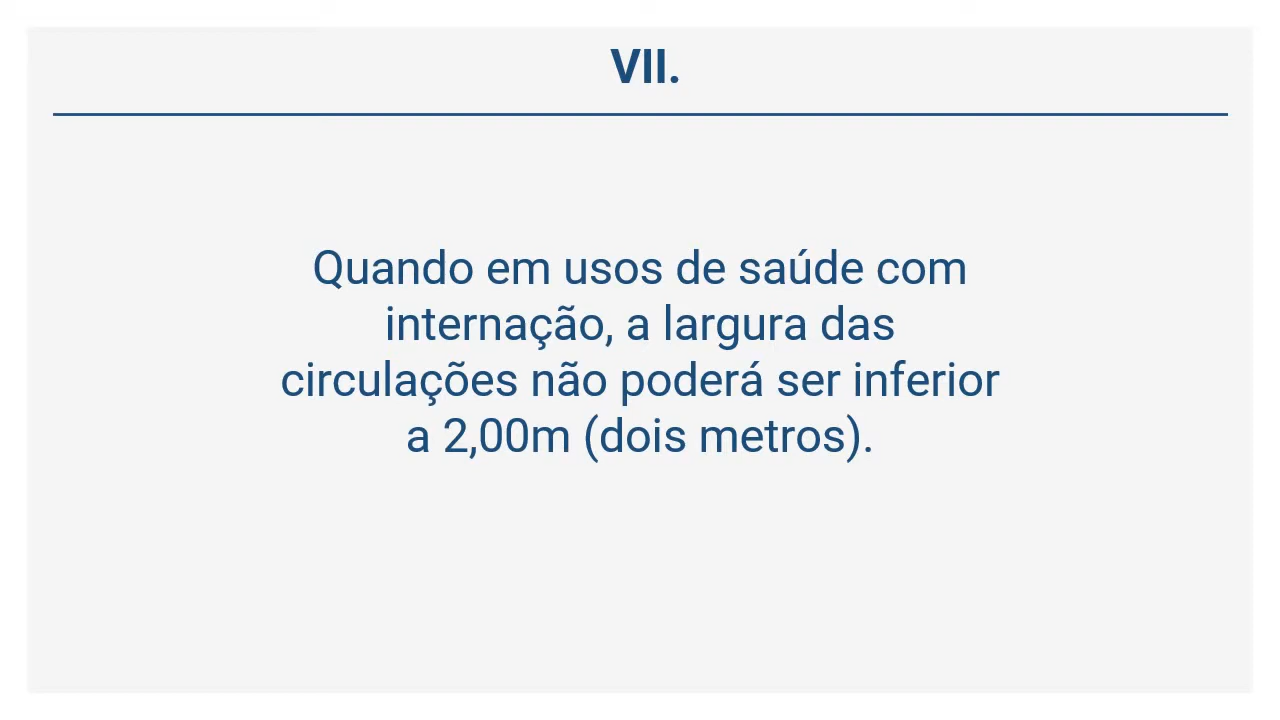 VII.
Quando em usos de saúde com
internação, a largura das
circulações não poderá ser inferior
a 2,00m (dois metros).